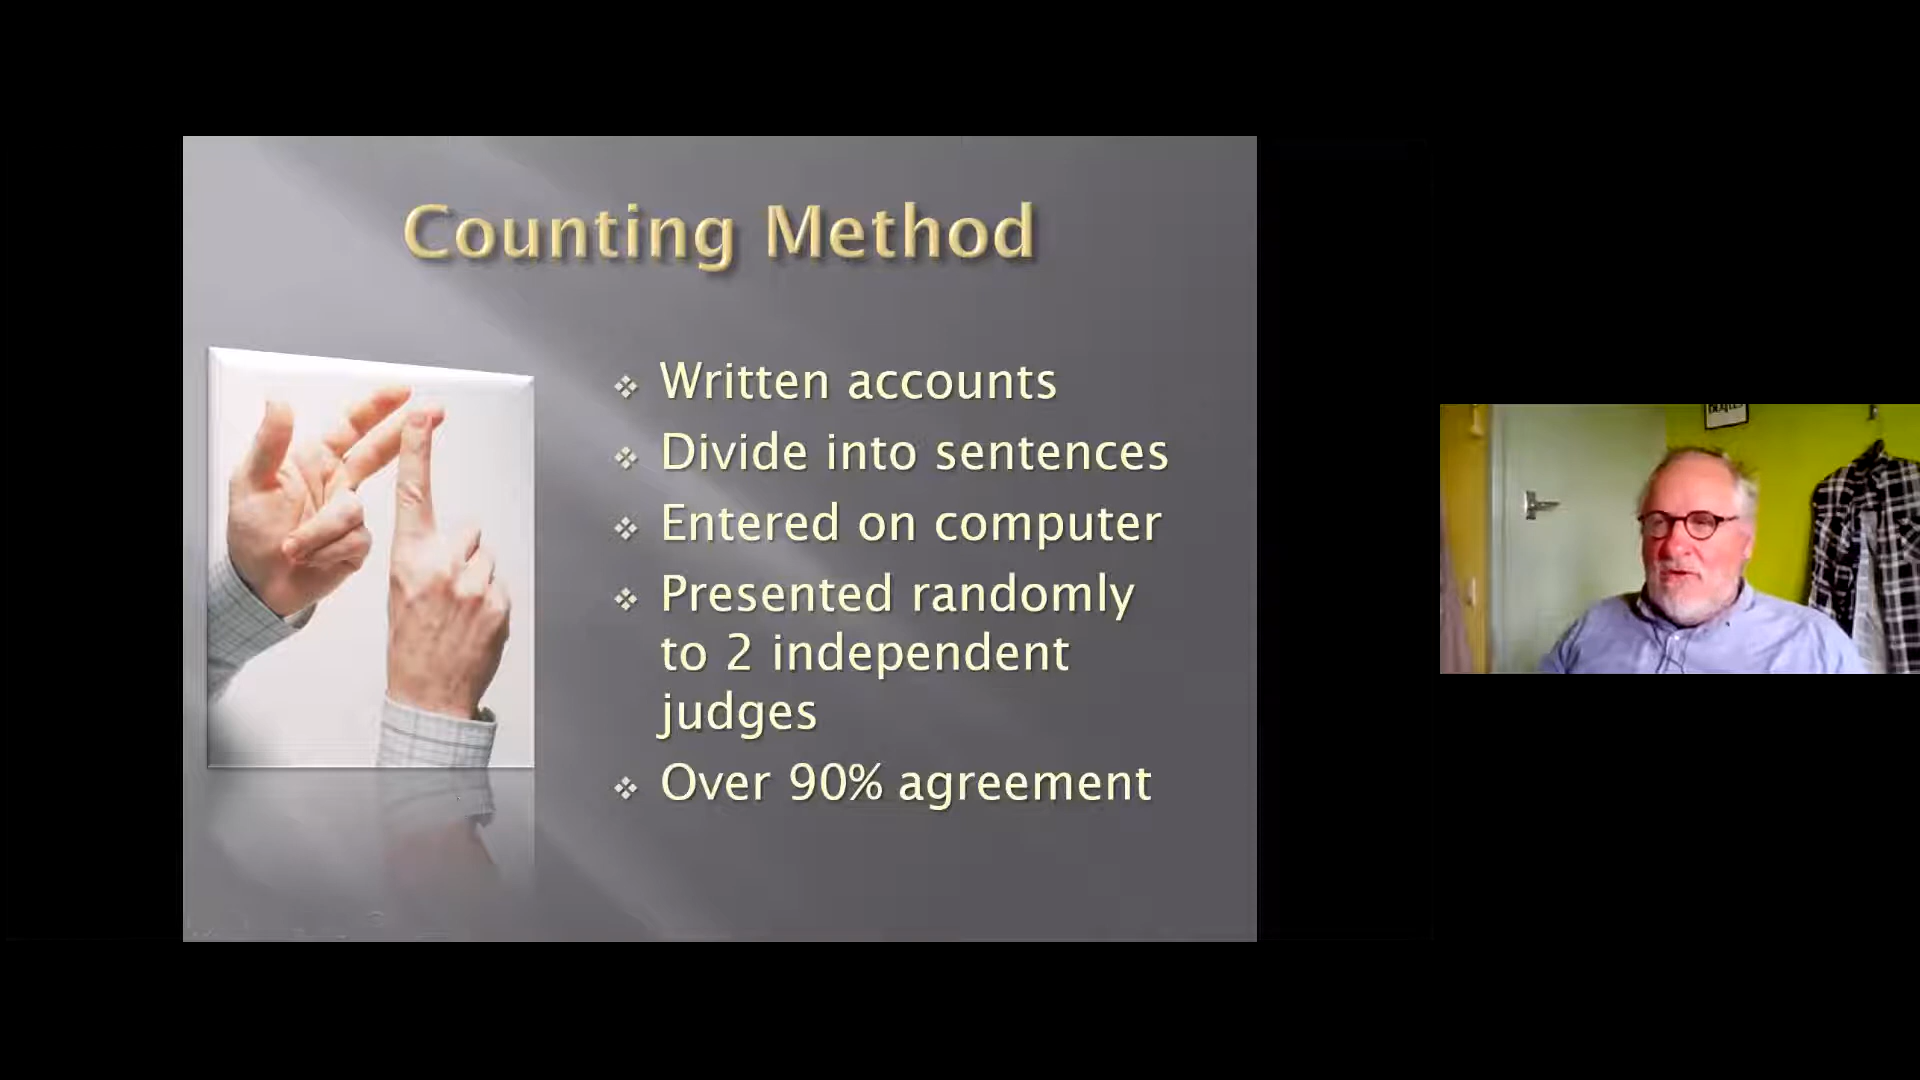 Counting Method
Written accounts
Divide into sentences
Entered on computer
Presented randomly
to 2 independent
judges
Over 90% agreement